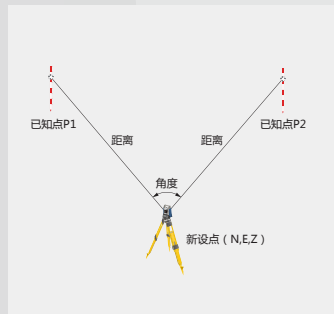 已知点P1
已知点P2
距离
距离
角度
新设点（N,E,Z）